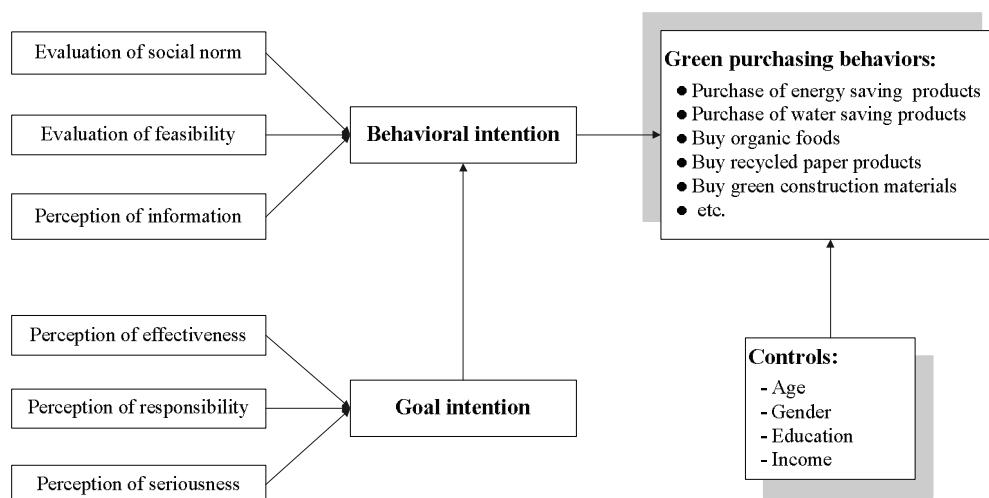 Evaluation of social norm
Evaluation of feasibility
Perception of information
Behavioral intention
Green purchasing behaviors:
● Purchase of energy saving products
● Purchase of water saving products
● Buy organic foods
● Buy recycled paper products
● Buy green construction materials
● etc.
Perception of effectiveness
Perception of responsibility
Perception of seriousness
Goal intention
Controls:
- Age
- Gender
- Education
- Income